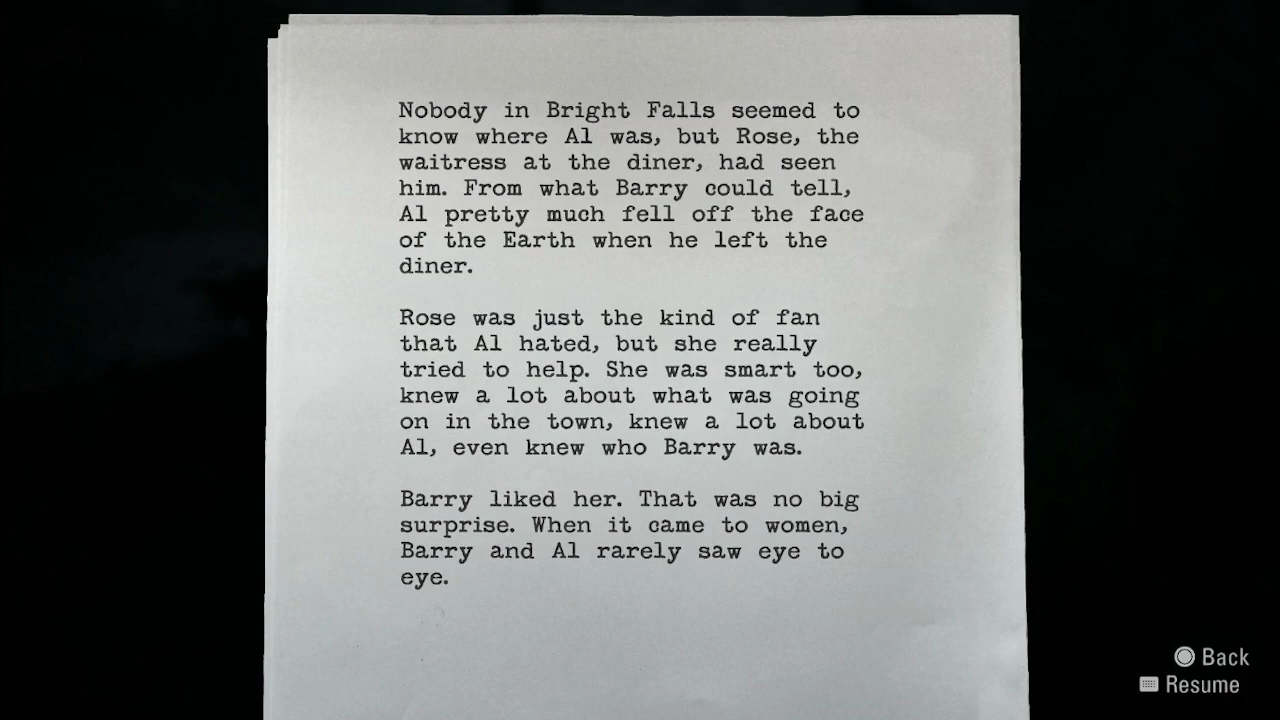 Nobody in Bright Falls seemed to
know where Al was, but Rose, the
waitress at the diner, had seen
him. From what Barry could tell,
Al pretty much fell off the face
of the Earth when he left the
diner.
Rose was just the kind of fan
that Al hated, but she really
tried to help. She was smart too,
knew a lot about what was going
on in the town, knew a lot about
Al, even knew who Barry was.
Barry liked her. That was no big
surprise. When it came to women,
Barry and Al rarely saw eye to
eye.
Back
Resume